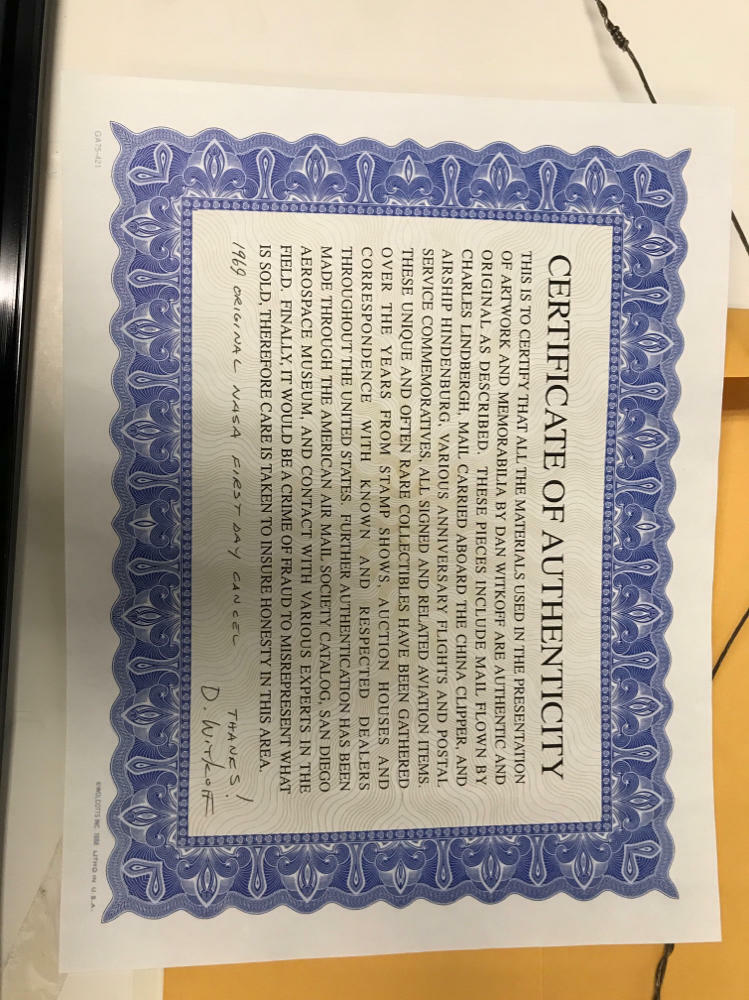 CERTIFICATE OF AUTHENTICITY
THIS IS TO CERTIFY THAT ALL THE MATERIALS USED IN THE PRESENTATION
OF ARTWORK AND MEMORABILIA BY DAN WITKOFF ARE AUTHENTIC AND
ORIGINAL AS DESCRIBED. THESE PIECES INCLUDE MAIL FLOWN BY
CHARLES LINDBERGH, MAIL CARRIED ABOARD THE CHINA CLIPPER, AND
AIRSHIP HINDENBURG, VARIOUS ANNIVERSARY FLIGHTS AND POSTAL
SERVICE COMMEMORATIVES, ALL SIGNED AND RELATED AVIATION ITEMS.
THESE UNIQUE AND OFTEN RARE COLLECTIBLES HAVE BEEN GATHERED
OVER THE YEARS FROM STAMP SHOWS, AUCTION HOUSES AND
CORRESPONDENCE WITH KNOWN AND RESPECTED DEALERS
THROUGHOUT THE UNITED STATES. FURTHER AUTHENTICATION HAS BEEN
MADE THROUGH THE AMERICAN AIR MAIL SOCIETY CATALOG, SAN DIEGO
AEROSPACE MUSEUM, AND CONTACT WITH VARIOUS EXPERTS IN THE
FIELD. FINALLY, IT WOULD BE A CRIME OF FRAUD TO MISREPRESENT WHAT
IS SOLD, THEREFORE CARE IS TAKEN TO INSURE HONESTY IN THIS AREA.
1969 ORIGINAL NASA FIRST DAY CANCEL THANKS!
D. WITKOFF
GA75-421
LITHO IN U.S.A.